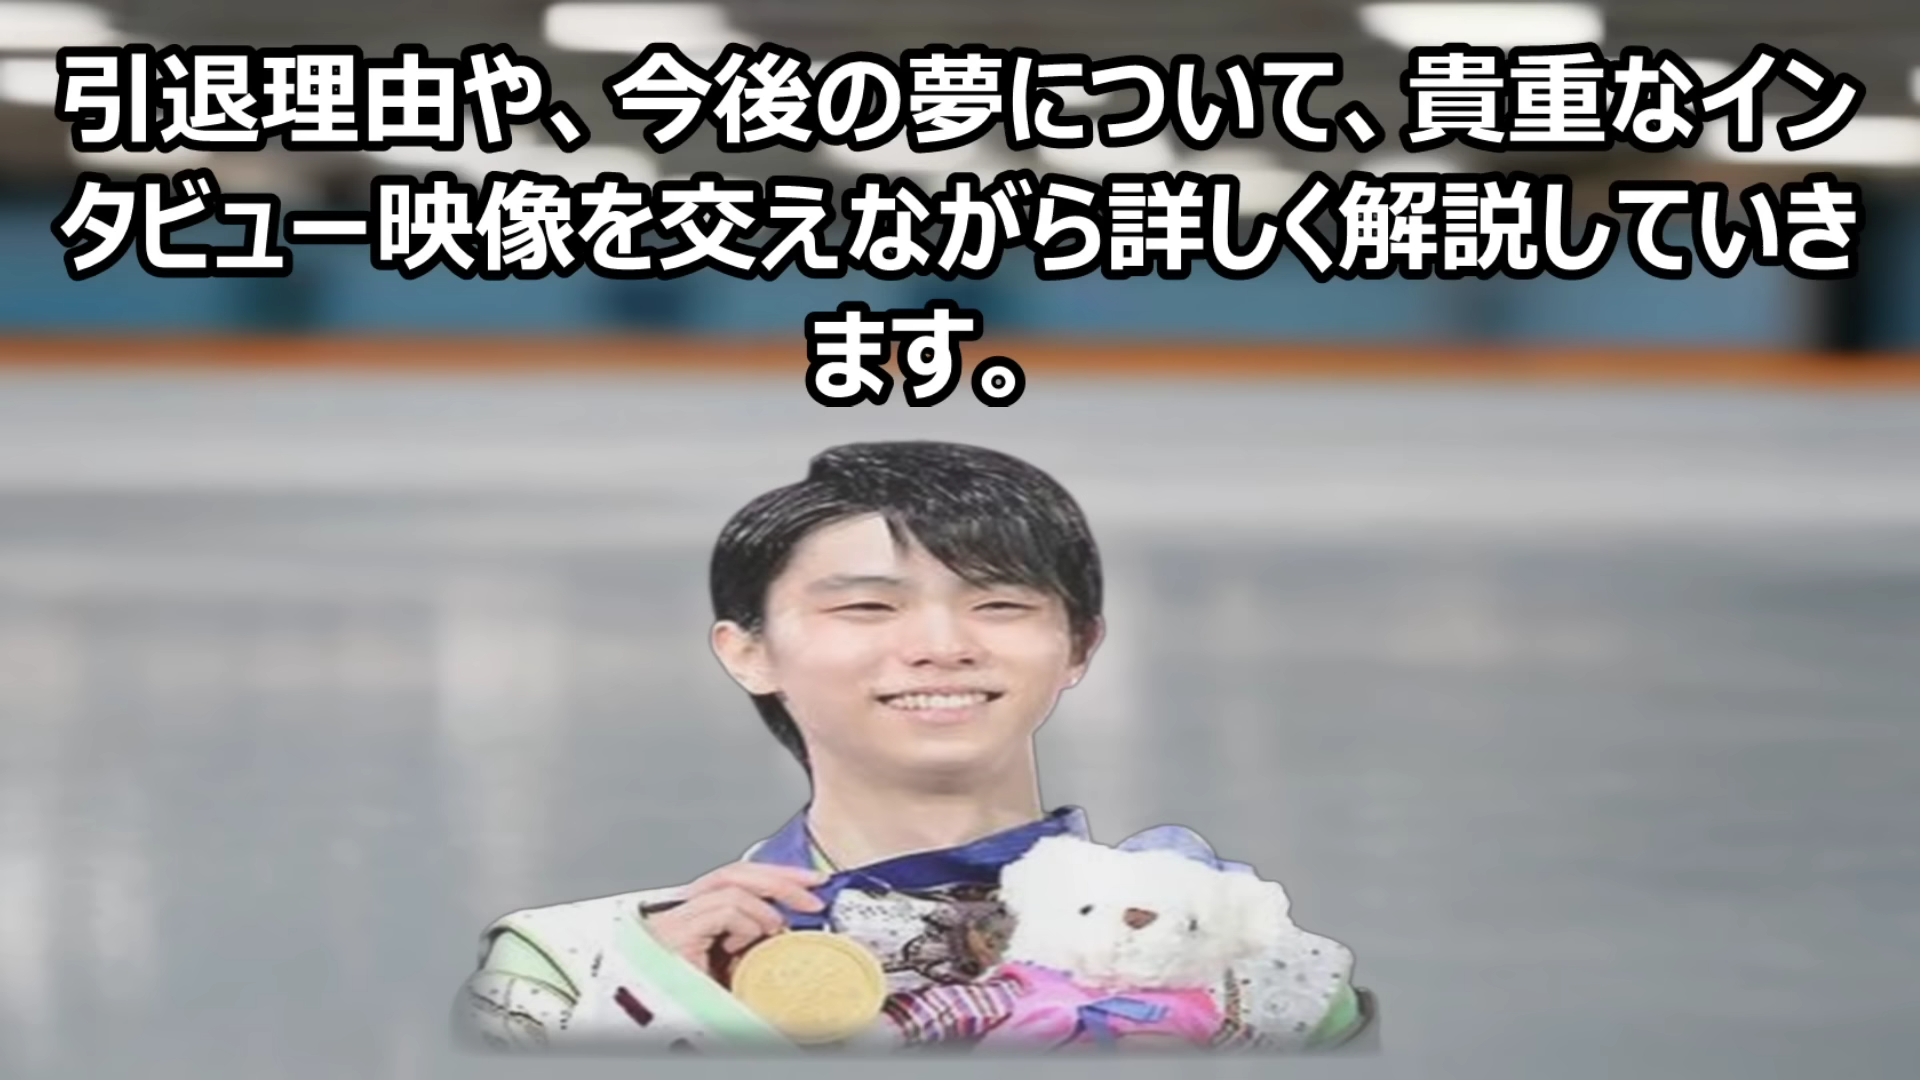 引退理由や、今後の夢について、貴重なイン
タビュー映像を交えながら詳しく解説していき
ます。